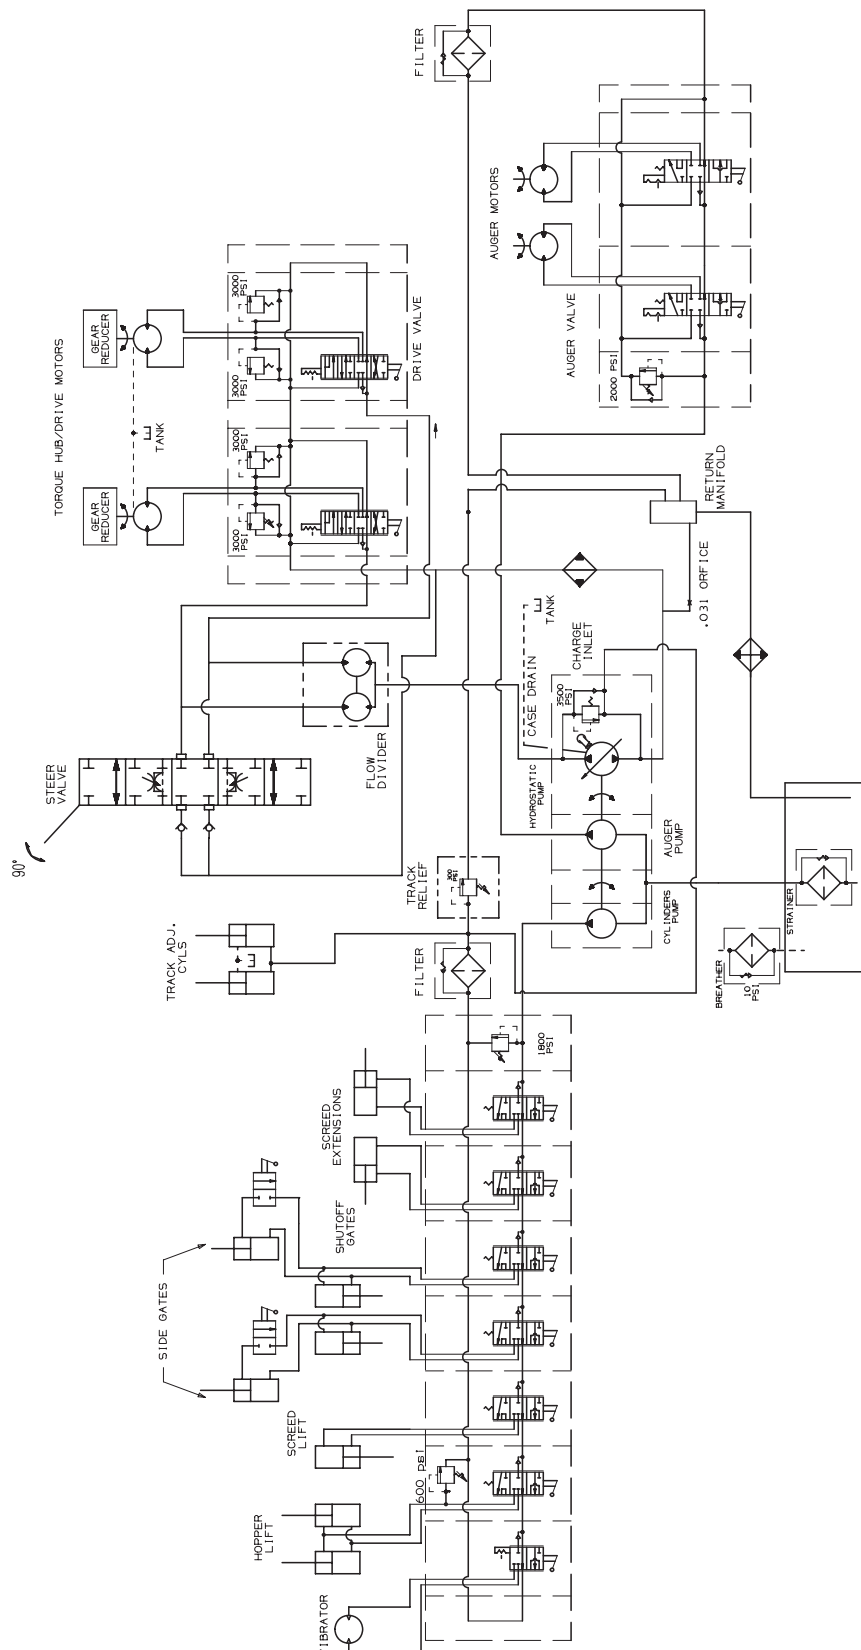 FILTER
AUGER MOTORS
AUGER VALVE
2000 PSI
TORQUE HUB/DRIVE MOTORS
GEAR
REDUCER
GEAR
REDUCER
TANK
3000
PSI
3000
PSI
3000
PSI
3000
PSI
DRIVE VALVE
RETURN
MANIFOLD
.031 ORFICE
STEER
VALVE
90°
FLOW
DIVIDER
TANK
CASE DRAIN
CHARGE
INLET
3500
PSI
HYDROSTATIC
PUMP
AUGER
PUMP
CYLINDERS
PUMP
TRACK
RELIEF
300
PSI
STRAINER
BREATHER
10
PSI
TRACK ADJ.
CYLS
FILTER
1800
PSI
SCREED
EXTENSIONS
SHUTOFF
GATES
SIDE GATES
SCREED
LIFT
600 PSI
HOPPER
LIFT
IBRATOR